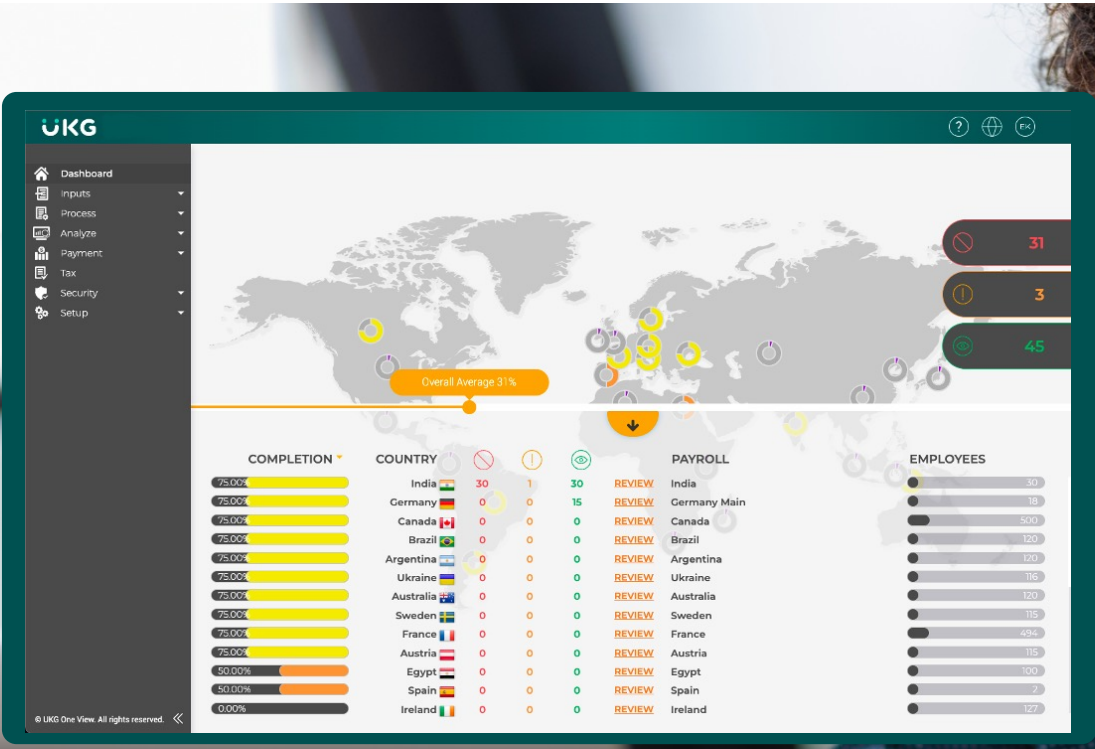 UKG
? EK
Dashboard
Inputs
Process
Analyze
Payment
Tax
Security
Setup
31
3
45
Overall Average 31%
COMPLETION COUNTRY PAYROLL EMPLOYEES
75.00% India 30 1 30 REVIEW India 30
75.00% Germany 0 0 15 REVIEW Germany Main 18
75.00% Canada 0 0 0 REVIEW Canada 500
75.00% Brazil 0 0 0 REVIEW Brazil 120
75.00% Argentina 0 0 0 REVIEW Argentina 120
75.00% Ukraine 0 0 0 REVIEW Ukraine 116
75.00% Australia 0 0 0 REVIEW Australia 120
75.00% Sweden 0 0 0 REVIEW Sweden 115
75.00% France 0 0 0 REVIEW France 494
75.00% Austria 0 0 0 REVIEW Austria 115
50.00% Egypt 0 0 0 REVIEW Egypt 100
50.00% Spain 0 0 0 REVIEW Spain 2
0.00% Ireland 0 0 0 REVIEW Ireland 127
© UKG One View. All rights reserved.